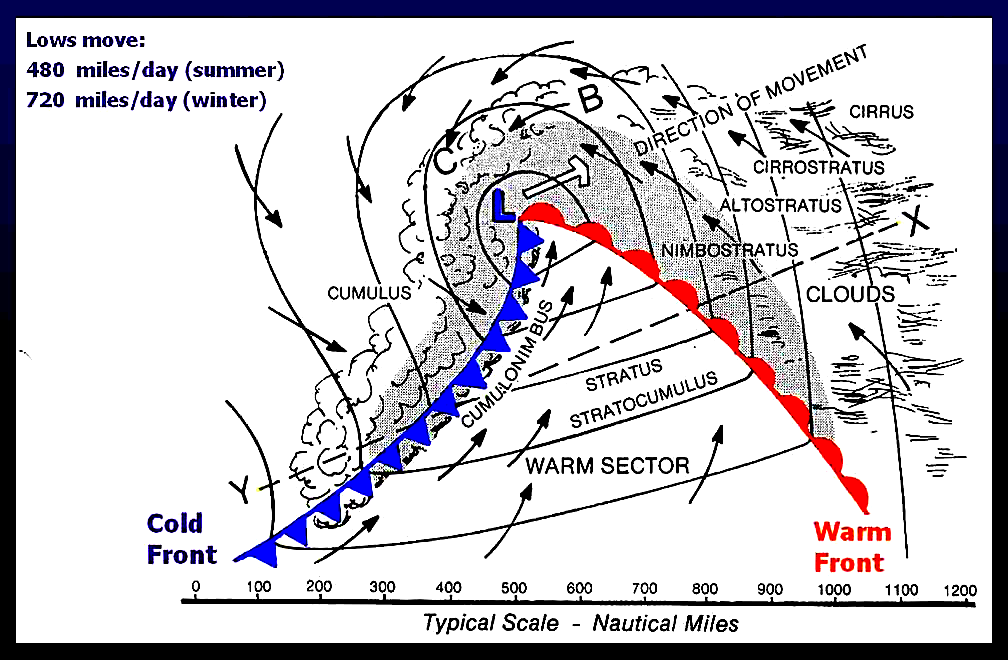 Lows move:
480 miles/day (summer)
720 miles/day (winter)
B
DIRECTION OF MOVEMENT
CIRRUS
C
CIRROSTRATUS
L
ALTOSTRATUS
X
NIMBOSTRATUS
CUMULUS
CLOUDS
CUMULONIMBUS
STRATUS
STRATOCUMULUS
WARM SECTOR
Y
Cold
Front
Warm
Front
0 100 200 300 400 500 600 700 800 900 1000 1100 1200
Typical Scale - Nautical Miles